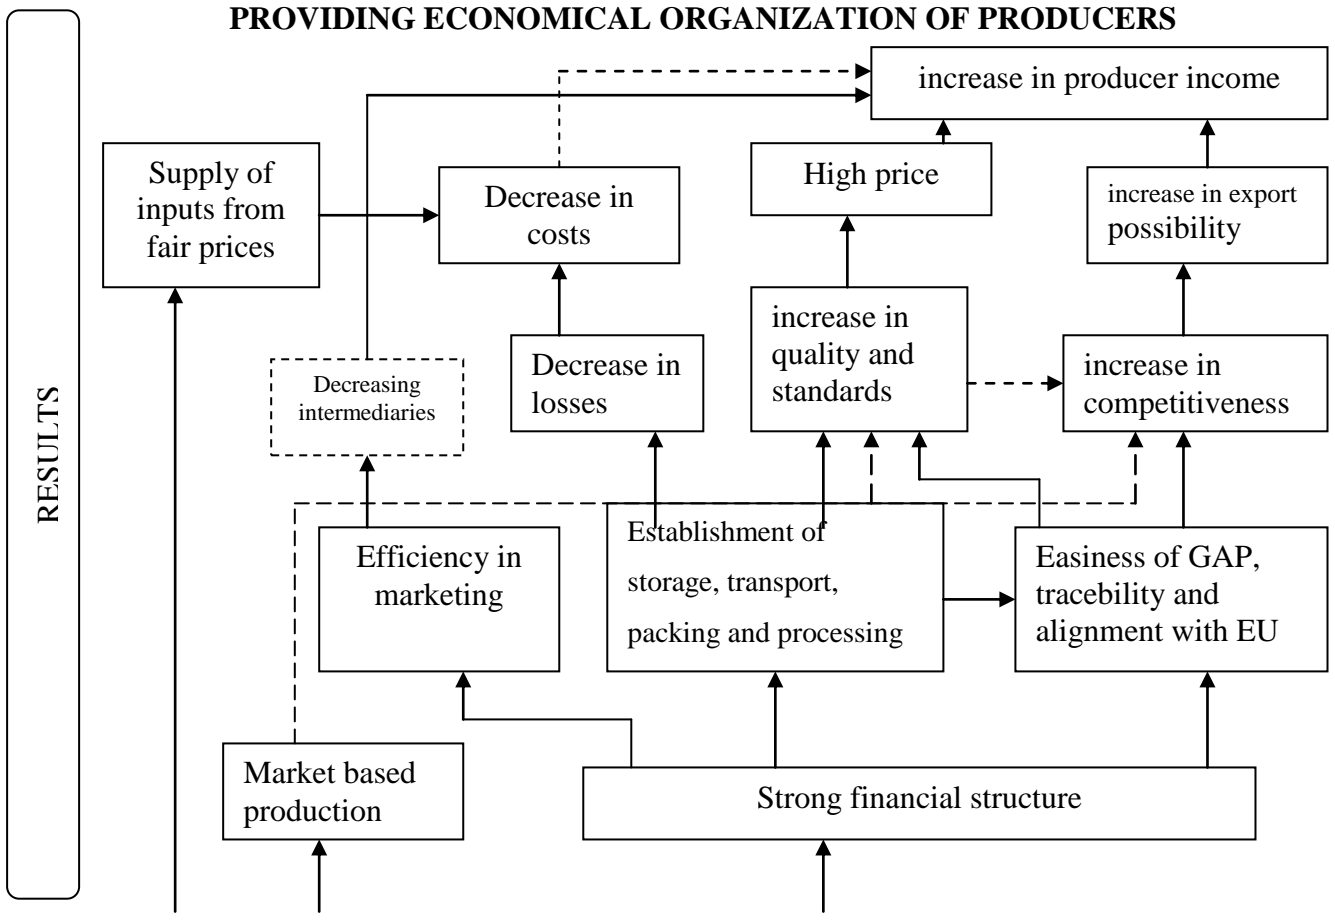 PROVIDING ECONOMICAL ORGANIZATION OF PRODUCERS
increase in producer income
Supply of
inputs from
fair prices
Decrease in
costs
High price
increase in export
possibility
increase in
quality and
standards
Decrease in
losses
increase in
competitiveness
Decreasing
intermediaries
RESULTS
Efficiency in
marketing
Establishment of
storage, transport,
packing and processing
Easiness of GAP,
tracebility and
alignment with EU
Market based
production
Strong financial structure